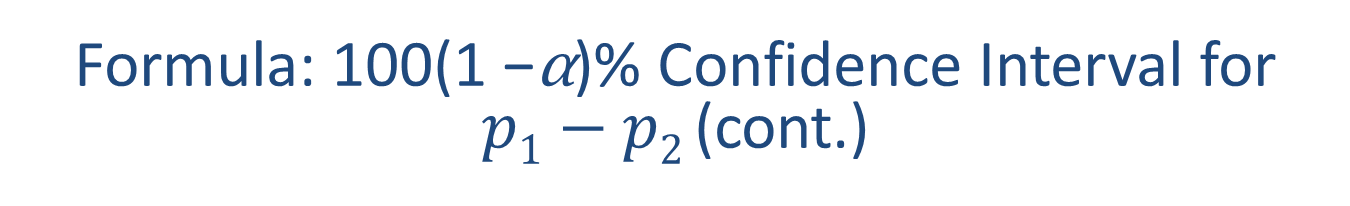 Formula: 100(1 −α)% Confidence Interval for
p₁ − p₂ (cont.)